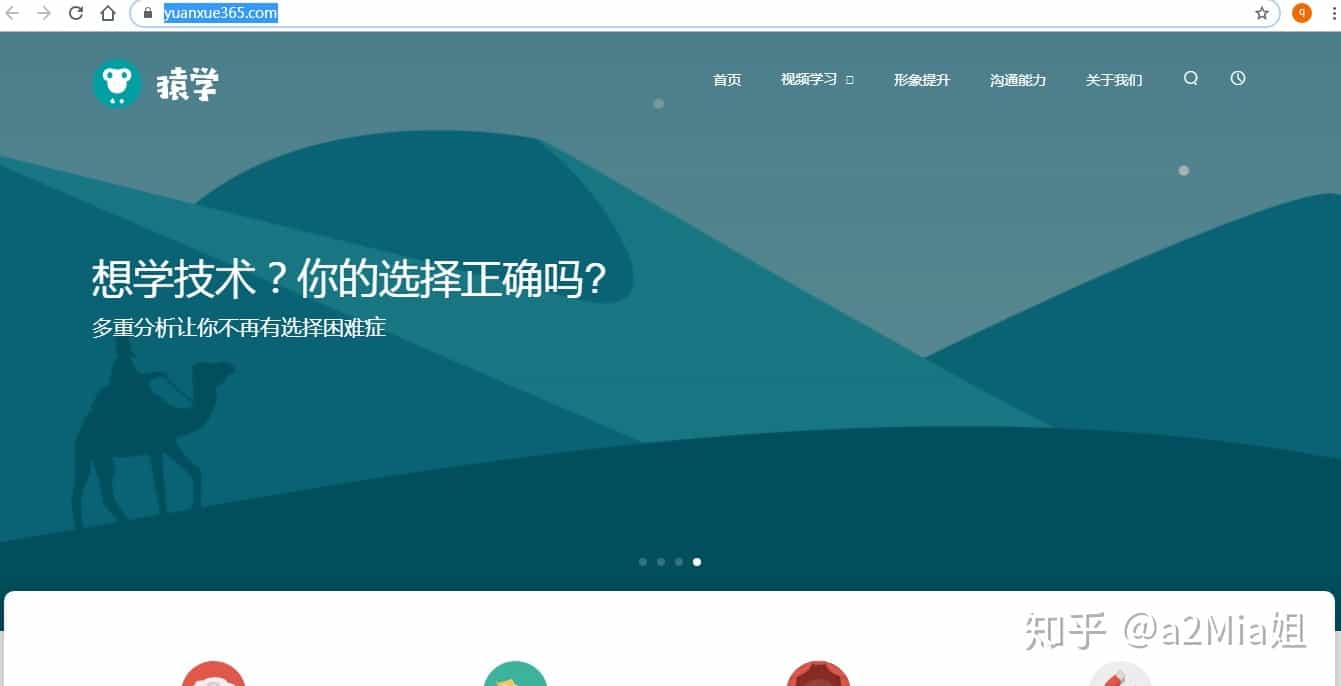 yuanxue365.com
q
猿学
首页 视频学习 形象提升 沟通能力 关于我们
想学技术？你的选择正确吗?
多重分析让你不再有选择困难症
知乎 @a2Mia姐